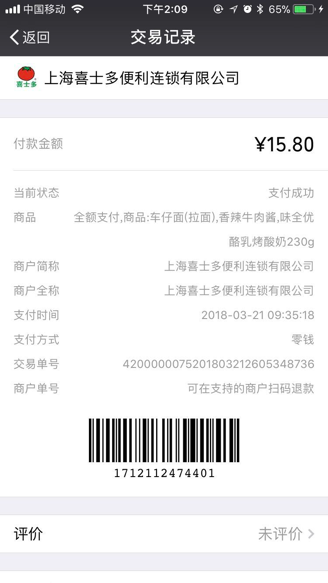 中国移动
下午2:09
65%
返回
交易记录
喜士多
上海喜士多便利连锁有限公司
付款金额
¥15.80
当前状态 支付成功
商品 全额支付,商品:车仔面(拉面),香辣牛肉酱,味全优
酪乳烤酸奶230g
商户简称 上海喜士多便利连锁有限公司
商户全称 上海喜士多便利连锁有限公司
支付时间 2018-03-21 09:35:18
支付方式 零钱
交易单号 4200000075201803212605348736
商户单号 可在支持的商户扫码退款
1712112474401
评价 未评价